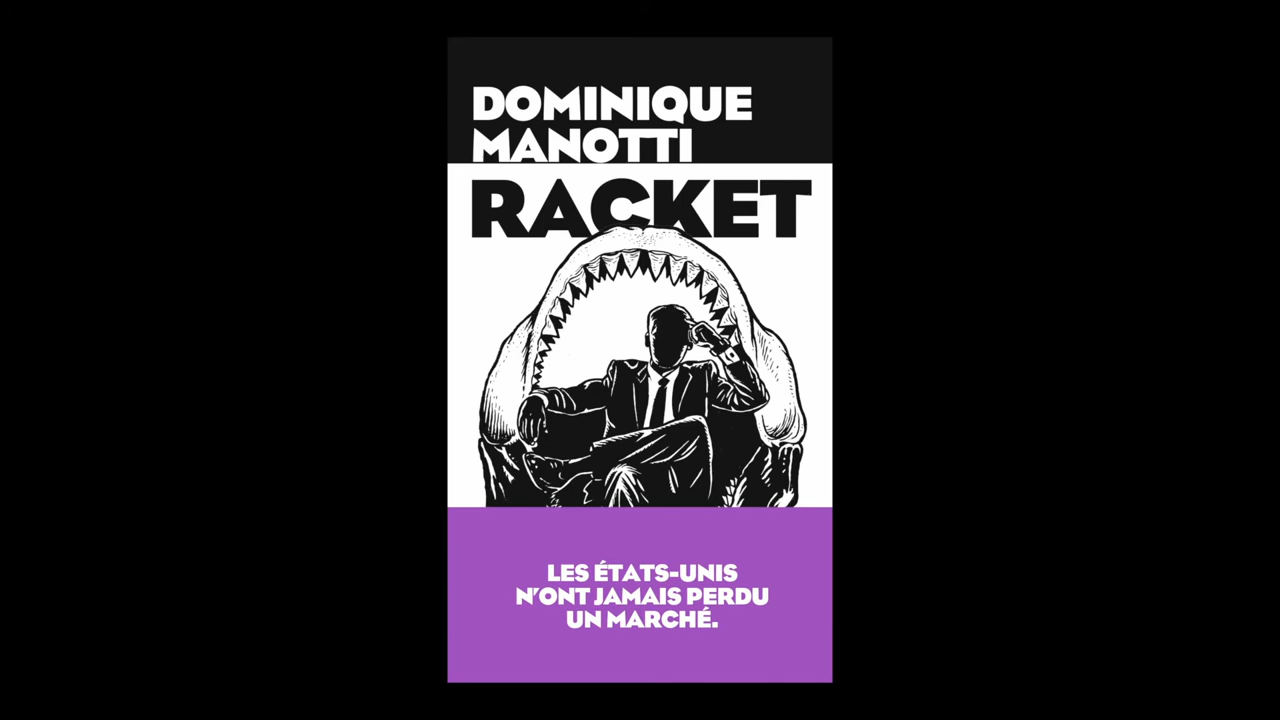 DOMINIQUE
MANOTTI
RACKET
LES ÉTATS-UNIS
N'ONT JAMAIS PERDU
UN MARCHÉ.